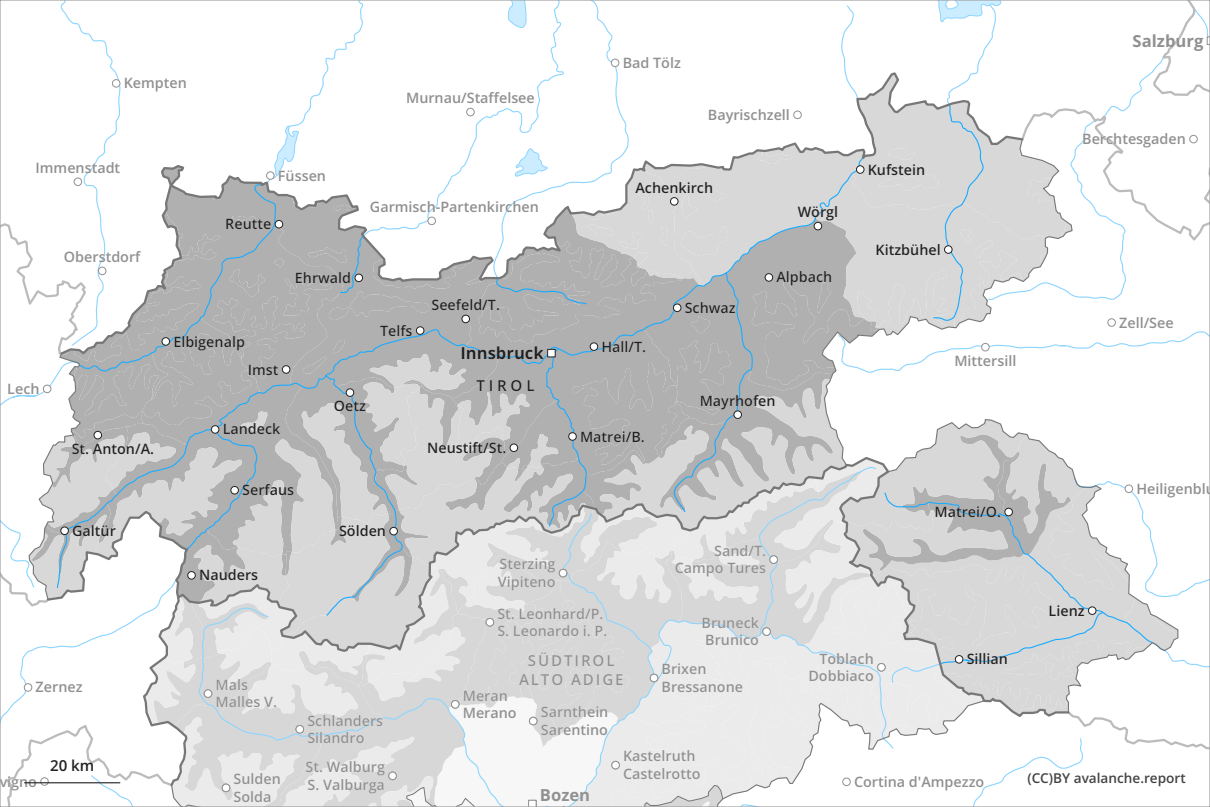 Salzburg
Bad Tölz
Kempten
Murnau/Staffelsee
Bayrischzell
Berchtesgaden
Immenstadt
Füssen
Kufstein
Achenkirch
Garmisch-Partenkirchen
Wörgl
Reutte
Kitzbühel
Oberstdorf
Ehrwald
Alpbach
Seefeld/T.
Schwaz
Telfs
Zell/See
Elbigenalp
Innsbruck
Hall/T.
Mittersill
Imst
TIROL
Lech
Oetz
Mayrhofen
Landeck
Matrei/B.
St. Anton/A.
Neustift/St.
Serfaus
Heiligenblu
Matrei/O.
Galtür
Sölden
Sand/T.
Campo Tures
Sterzing
Vipiteno
Nauders
St. Leonhard/P.
S. Leonardo i. P.
Lienz
Bruneck
Brunico
SÜDTIROL
ALTO ADIGE
Toblach
Dobbiaco
Sillian
Brixen
Bressanone
Zernez
Mals
Malles V.
Meran
Merano
Sarnthein
Sarentino
Schlanders
Silandro
Kastelruth
Castelrotto
St. Walburg
S. Valburga
20 km
vigno
Sulden
Solda
Cortina d'Ampezzo
(CC)BY avalanche.report
Bozen